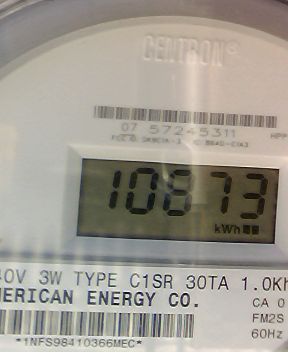 CENTRON®
07 57245311
10873
kWh
40V 3W TYPE C1SR 30TA 1.0Kh
MERICAN ENERGY CO.
CA 0
FM2S
60Hz
*1NFS98410366MEC*